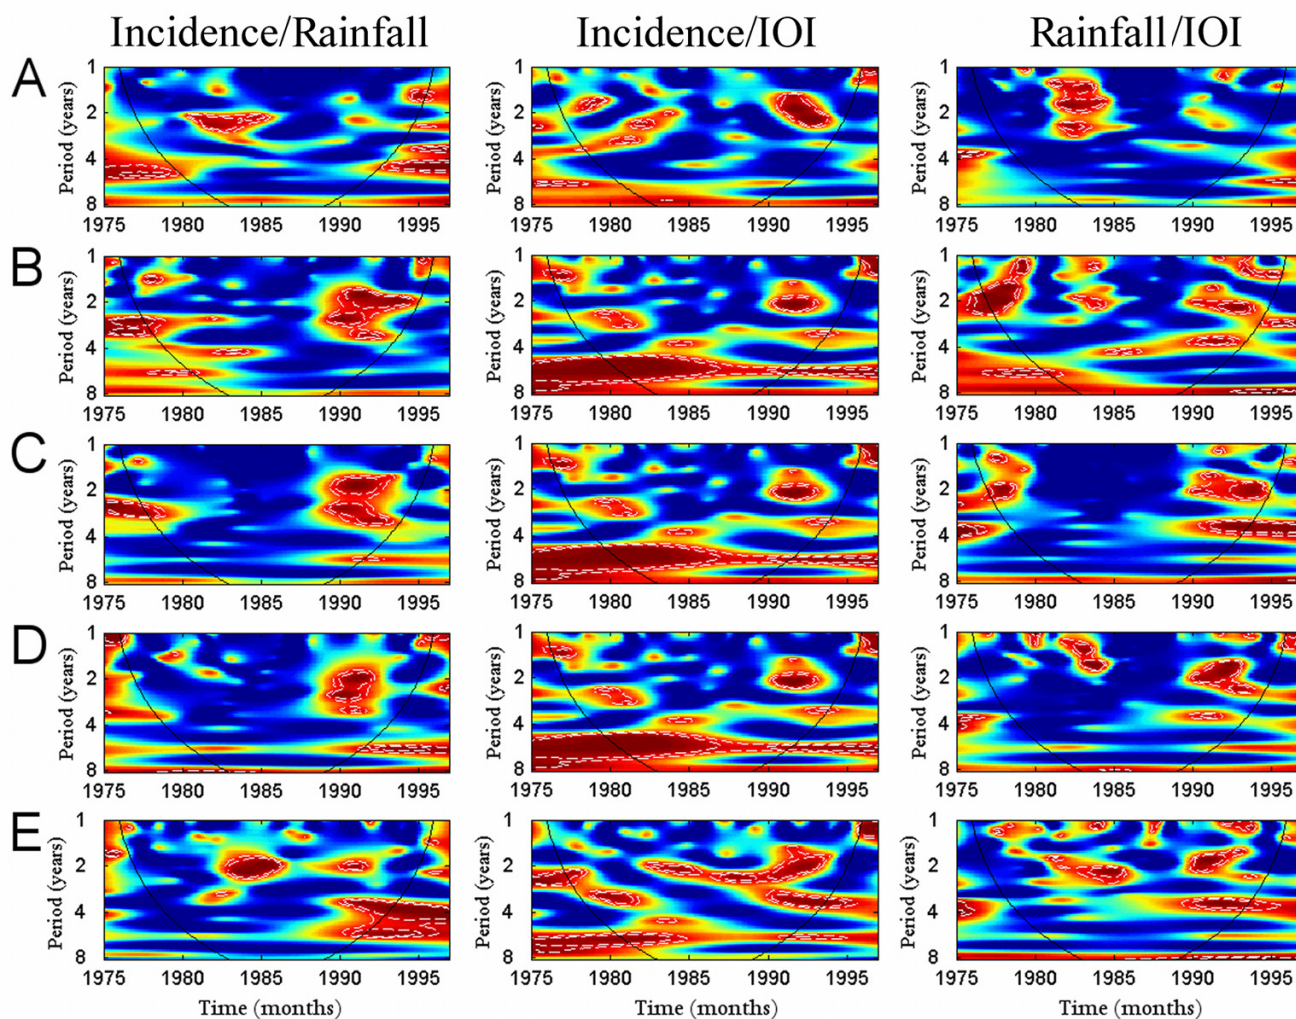 Incidence/Rainfall Incidence/IOI Rainfall/IOI
A
Period (years) 1 2 4 8
1975 1980 1985 1990 1995
Period (years) 1 2 4 8
1975 1980 1985 1990 1995
Period (years) 1 2 4 8
1975 1980 1985 1990 1995
B
Period (years) 1 2 4 8
1975 1980 1985 1990 1995
Period (years) 1 2 4 8
1975 1980 1985 1990 1995
Period (years) 1 2 4 8
1975 1980 1985 1990 1995
C
Period (years) 1 2 4 8
1975 1980 1985 1990 1995
Period (years) 1 2 4 8
1975 1980 1985 1990 1995
Period (years) 1 2 4 8
1975 1980 1985 1990 1995
D
Period (years) 1 2 4 8
1975 1980 1985 1990 1995
Period (years) 1 2 4 8
1975 1980 1985 1990 1995
Period (years) 1 2 4 8
1975 1980 1985 1990 1995
E
Period (years) 1 2 4 8
1975 1980 1985 1990 1995
Period (years) 1 2 4 8
1975 1980 1985 1990 1995
Period (years) 1 2 4 8
1975 1980 1985 1990 1995
Time (months) Time (months) Time (months)